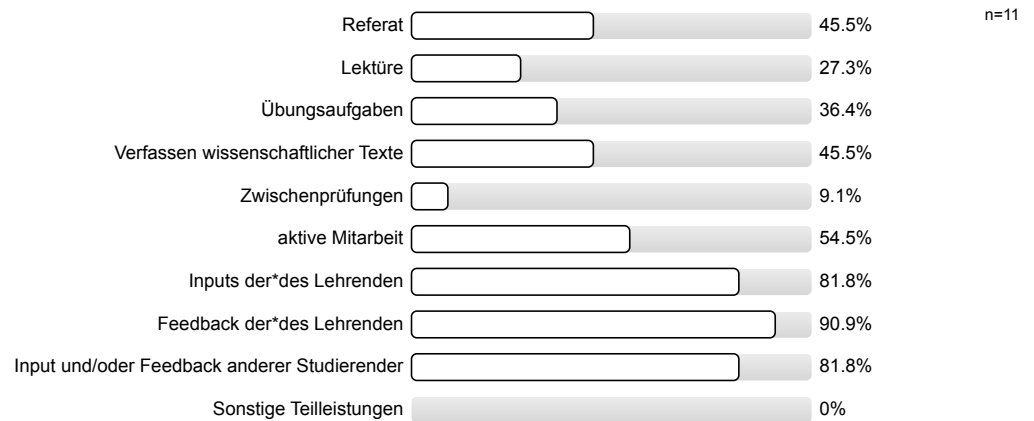 n=11
Referat 45.5%
Lektüre 27.3%
Übungsaufgaben 36.4%
Verfassen wissenschaftlicher Texte 45.5%
Zwischenprüfungen 9.1%
aktive Mitarbeit 54.5%
Inputs der*des Lehrenden 81.8%
Feedback der*des Lehrenden 90.9%
Input und/oder Feedback anderer Studierender 81.8%
Sonstige Teilleistungen 0%